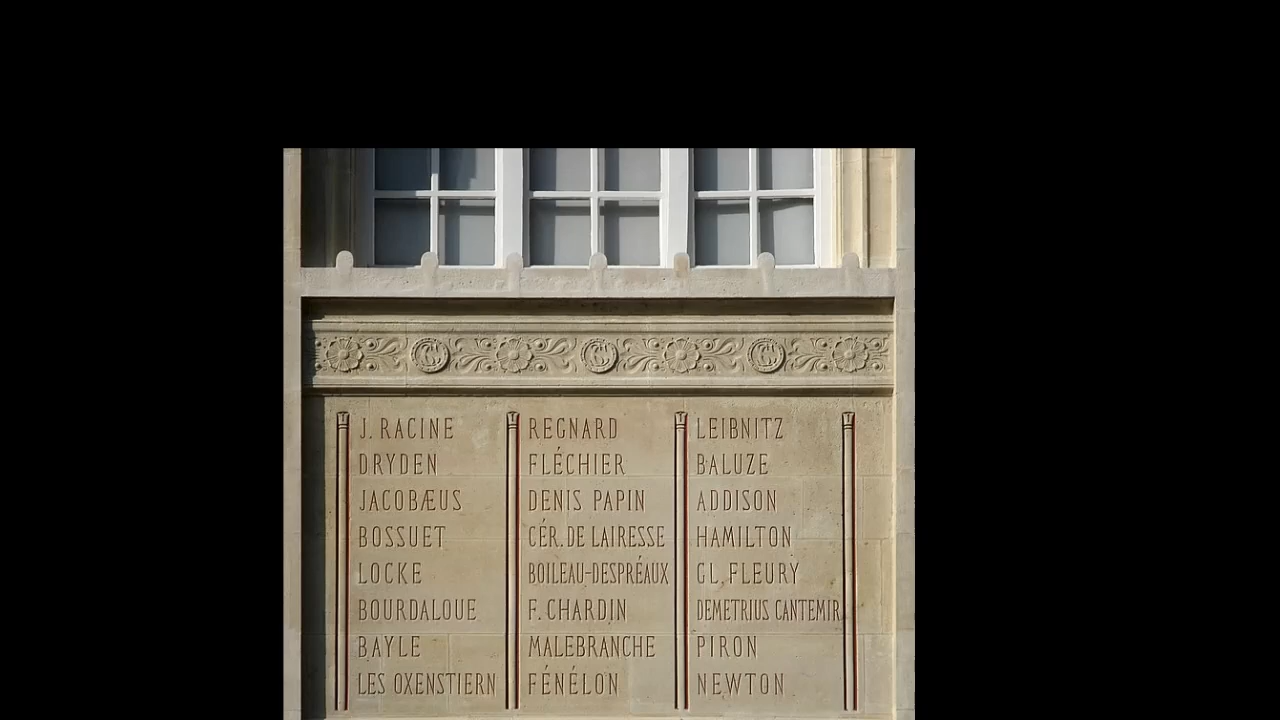 J. RACINE
DRYDEN
JACOBÆUS
BOSSUET
LOCKE
BOURDALOUE
BAYLE
LES OXENSTIERN
REGNARD
FLÉCHIER
DENIS PAPIN
CÉR. DE LAIRESSE
BOILEAU-DESPRÉAUX
F. CHARDIN
MALEBRANCHE
FÉNÉLON
LEIBNITZ
BALUZE
ADDISON
HAMILTON
CL. FLEURY
DEMETRIUS CANTEMIR
PIRON
NEWTON